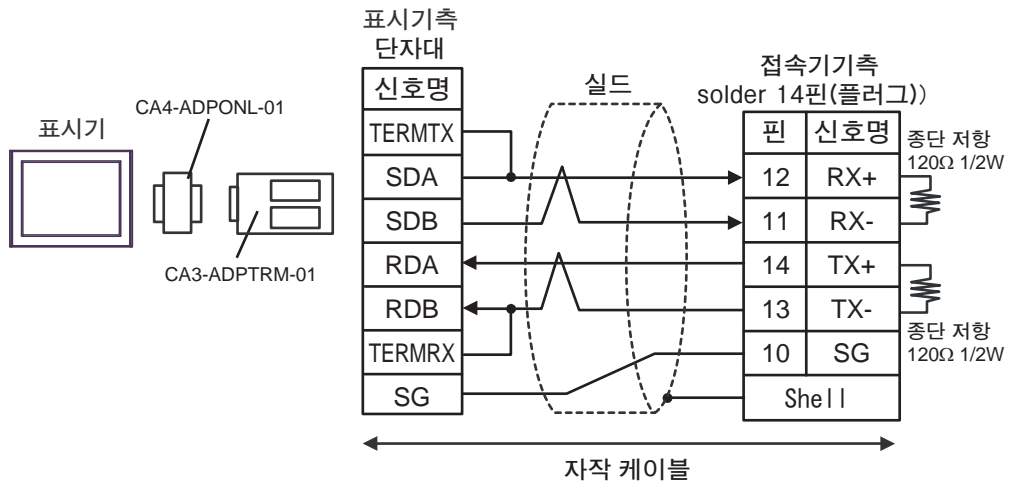 표시기측
단자대
신호명
TERMTX
SDA
SDB
RDA
RDB
TERMRX
SG
표시기
CA4-ADPONL-01
CA3-ADPTRM-01
실드
접속기기측
solder 14핀(플러그))
핀 신호명
12 RX+
11 RX-
14 TX+
13 TX-
10 SG
Shell
종단 저항
120Ω 1/2W
종단 저항
120Ω 1/2W
자작 케이블